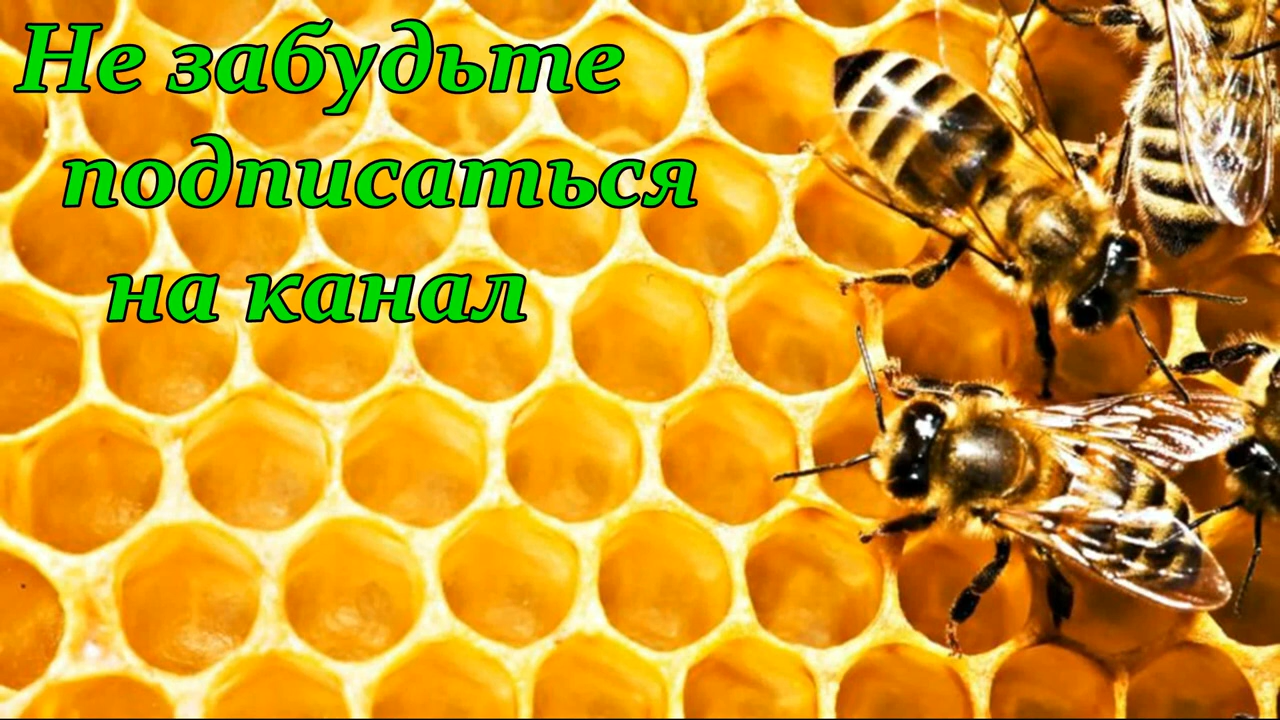 Не забудьте
подписаться
на канал